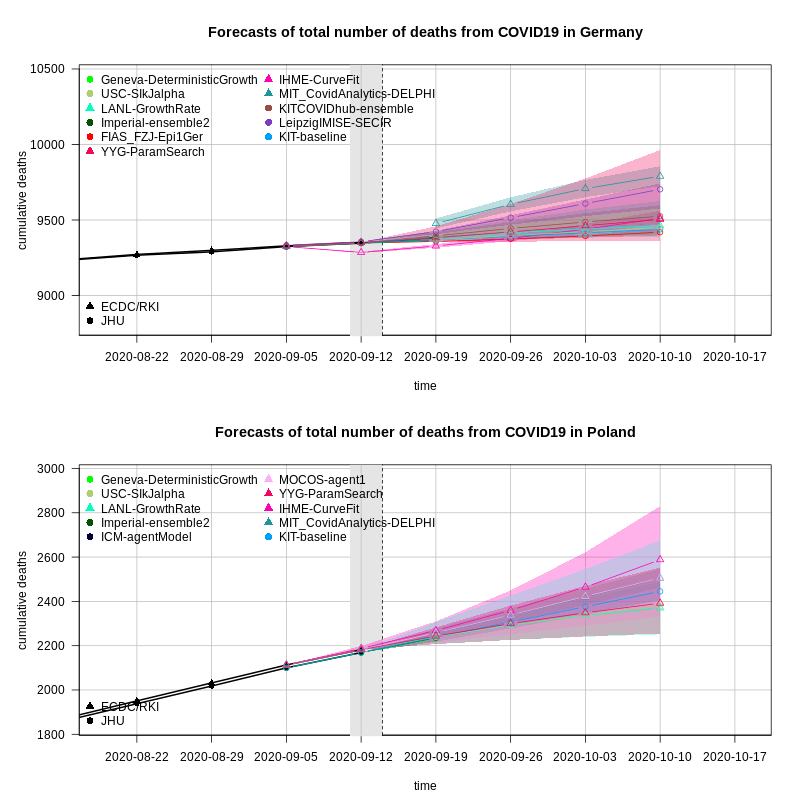 Forecasts of total number of deaths from COVID19 in Germany
cumulative deaths
10500
10000
9500
9000
Geneva-DeterministicGrowth
USC-SIkJalpha
LANL-GrowthRate
Imperial-ensemble2
FIAS_FZJ-Epi1Ger
YYG-ParamSearch
IHME-CurveFit
MIT_CovidAnalytics-DELPHI
KITCOVIDhub-ensemble
LeipzigIMISE-SECIR
KIT-baseline
ECDC/RKI
JHU
2020-08-22 2020-08-29 2020-09-05 2020-09-12 2020-09-19 2020-09-26 2020-10-03 2020-10-10 2020-10-17
time
Forecasts of total number of deaths from COVID19 in Poland
cumulative deaths
3000
2800
2600
2400
2200
2000
1800
Geneva-DeterministicGrowth
USC-SIkJalpha
LANL-GrowthRate
Imperial-ensemble2
ICM-agentModel
MOCOS-agent1
YYG-ParamSearch
IHME-CurveFit
MIT_CovidAnalytics-DELPHI
KIT-baseline
ECDC/RKI
JHU
2020-08-22 2020-08-29 2020-09-05 2020-09-12 2020-09-19 2020-09-26 2020-10-03 2020-10-10 2020-10-17
time